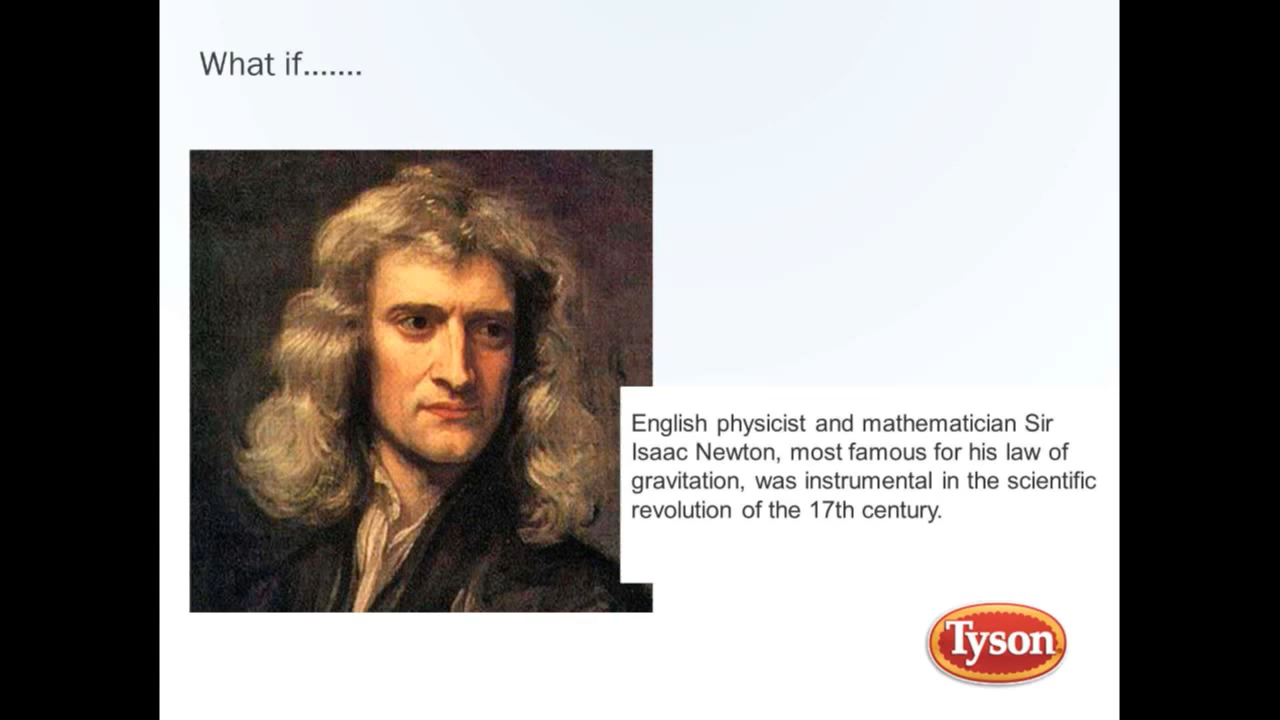 What if.......
English physicist and mathematician Sir
Isaac Newton, most famous for his law of
gravitation, was instrumental in the scientific
revolution of the 17th century.
Tyson